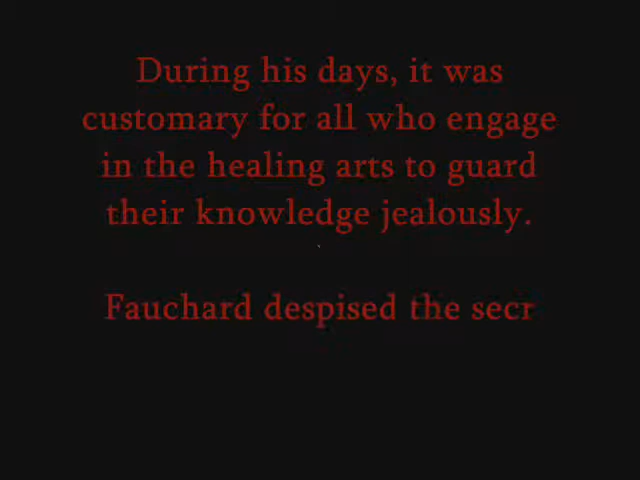 During his days, it was
customary for all who engage
in the healing arts to guard
their knowledge jealously.
Fauchard despised the secr